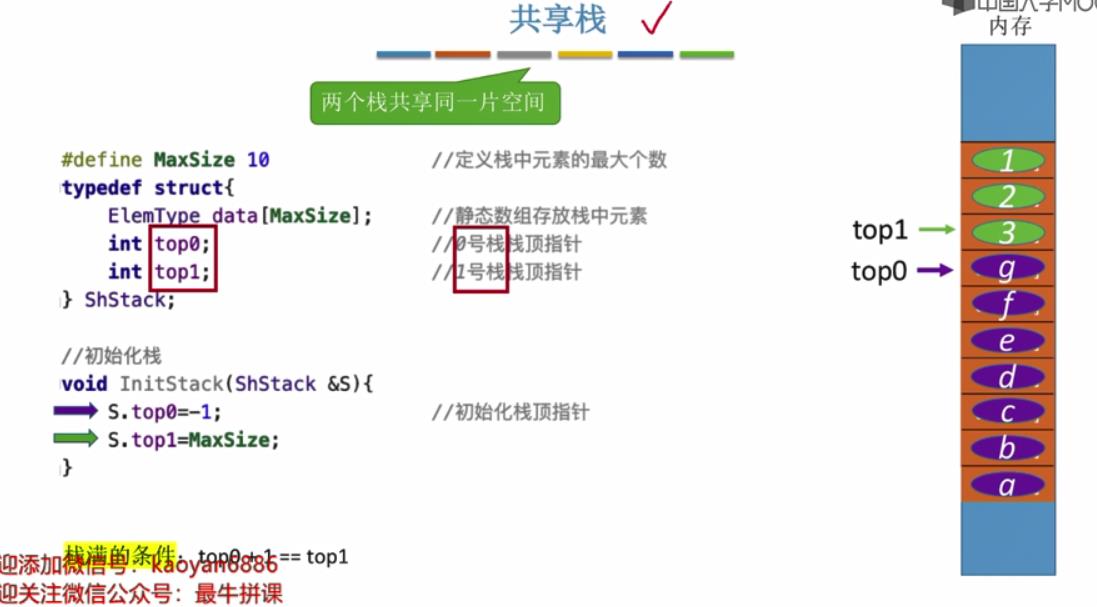 共享栈
中国大学MOO
内存
两个栈共享同一片空间
#define MaxSize 10 //定义栈中元素的最大个数
typedef struct{
ElemType data[MaxSize]; //静态数组存放栈中元素
int top0; //0号栈栈顶指针
int top1; //1号栈栈顶指针
} ShStack;
//初始化栈
void InitStack(ShStack &S){
S.top0=-1; //初始化栈顶指针
S.top1=MaxSize;
}
1
2
top1 3
top0 g
f
e
d
c
b
a
栈满的条件：top0 + 1 == top1
迎添加微信号：kaoyan6886
迎关注微信公众号：最牛拼课